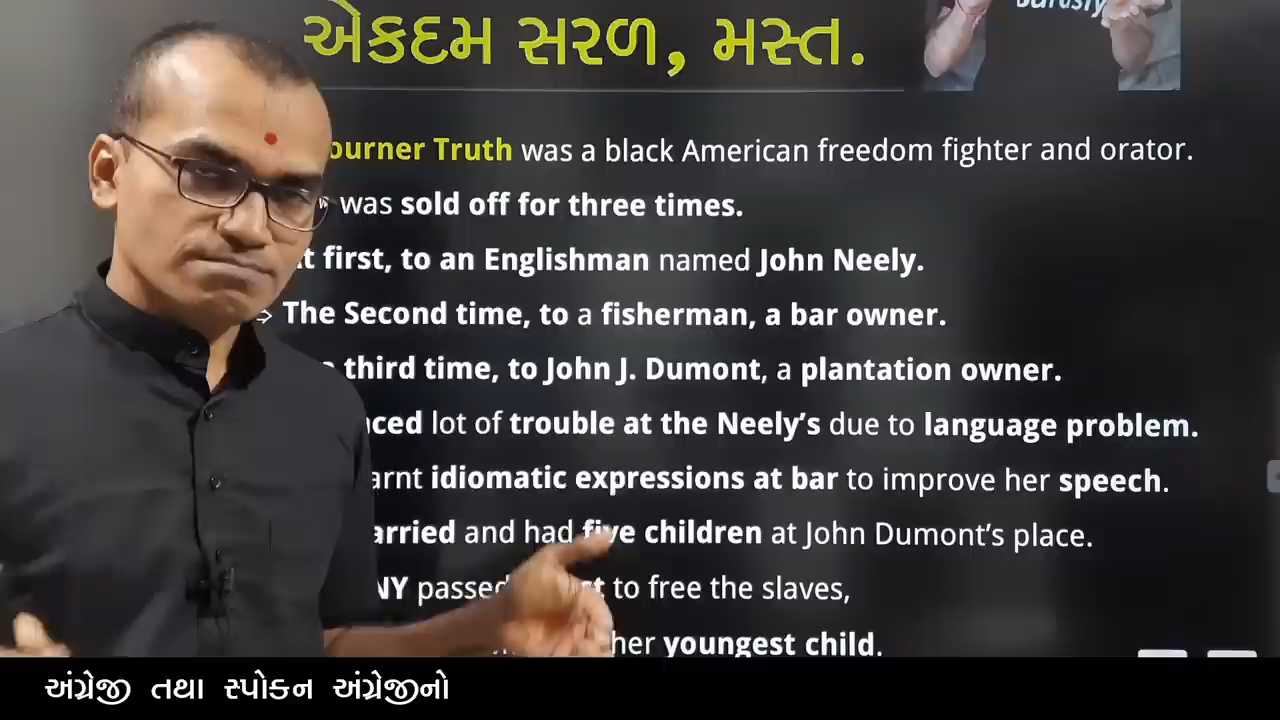 એકદમ સરળ, મસ્ત.
ourner Truth was a black American freedom fighter and orator.
was sold off for three times.
t first, to an Englishman named John Neely.
⇒ The Second time, to a fisherman, a bar owner.
third time, to John J. Dumont, a plantation owner.
ced lot of trouble at the Neely’s due to language problem.
arnt idiomatic expressions at bar to improve her speech.
arried and had five children at John Dumont’s place.
NY passed to free the slaves,
her youngest child.
અંગ્રેજી તથા સ્પોકન અંગ્રેજીનો